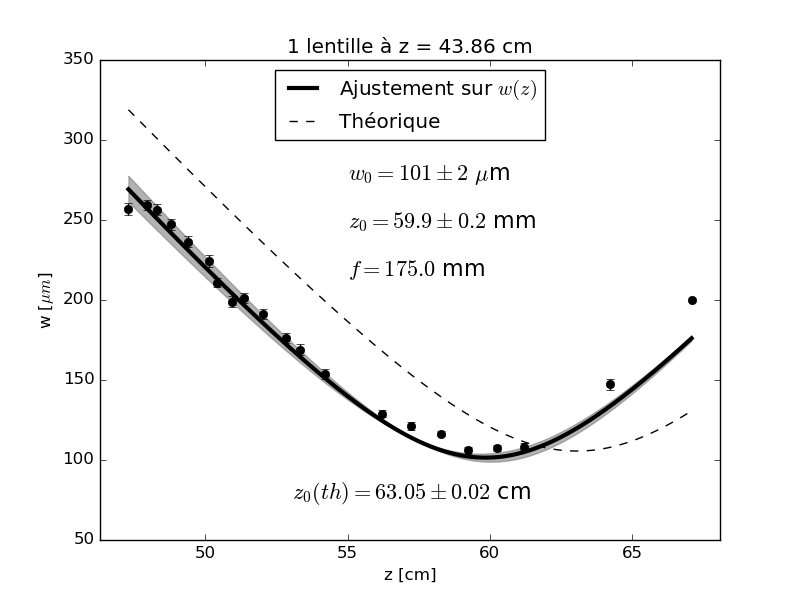 1 lentille à z = 43.86 cm
350
300
250
200
150
100
50
w [μm]
Ajustement sur w(z)
Théorique
w₀ = 101 ± 2 μm
z₀ = 59.9 ± 0.2 mm
f = 175.0 mm
z₀(th) = 63.05 ± 0.02 cm
50 55 60 65
z [cm]